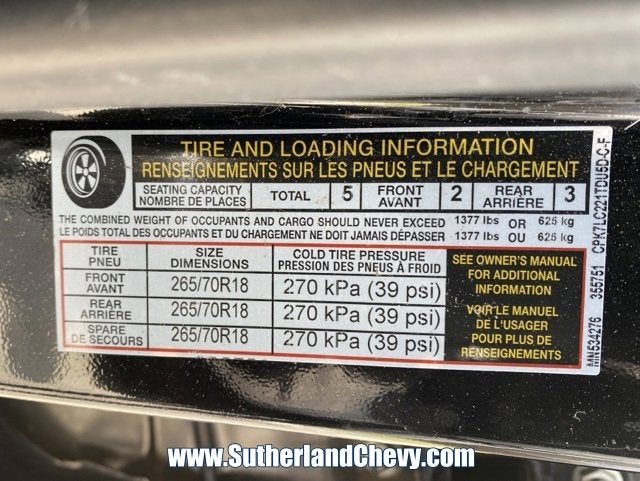 TIRE AND LOADING INFORMATION
RENSEIGNEMENTS SUR LES PNEUS ET LE CHARGEMENT
SEATING CAPACITY TOTAL 5 FRONT 2 REAR 3
NOMBRE DE PLACES AVANT ARRIÈRE
THE COMBINED WEIGHT OF OCCUPANTS AND CARGO SHOULD NEVER EXCEED 1377 lbs OR 625 kg
LE POIDS TOTAL DES OCCUPANTS ET DU CHARGEMENT NE DOIT JAMAIS DÉPASSER 1377 lbs OU 625 kg
TIRE SIZE COLD TIRE PRESSURE
PNEU DIMENSIONS PRESSION DES PNEUS À FROID
FRONT
AVANT 265/70R18 270 kPa (39 psi)
REAR
ARRIÈRE 265/70R18 270 kPa (39 psi)
SPARE
DE SECOURS 265/70R18 270 kPa (39 psi)
SEE OWNER'S MANUAL
FOR ADDITIONAL
INFORMATION
VOIR LE MANUEL
DE L'USAGER
POUR PLUS DE
RENSEIGNEMENTS
MN534276 355751 CPK7LC221TDU5D-C-F
www.SutherlandChevy.com